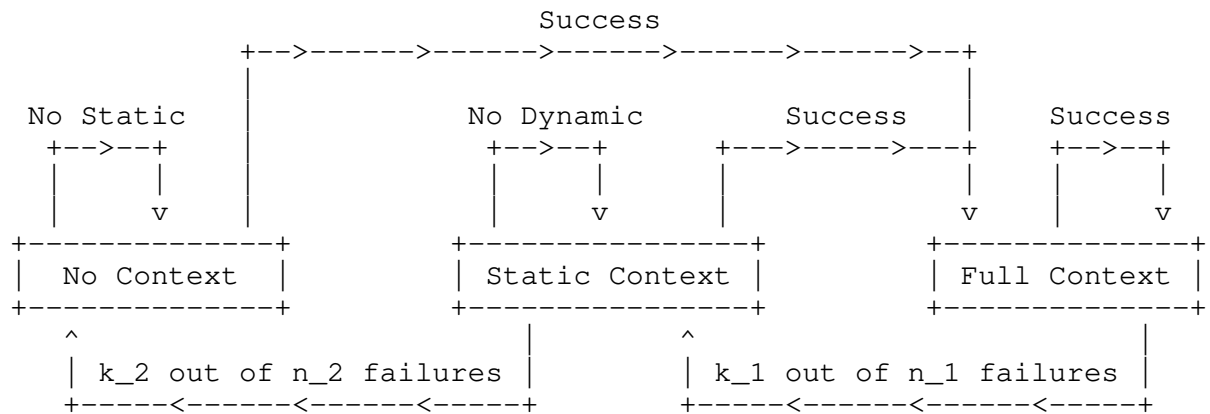 Success
No Static No Dynamic Success Success
No Context Static Context Full Context
k_2 out of n_2 failures k_1 out of n_1 failures